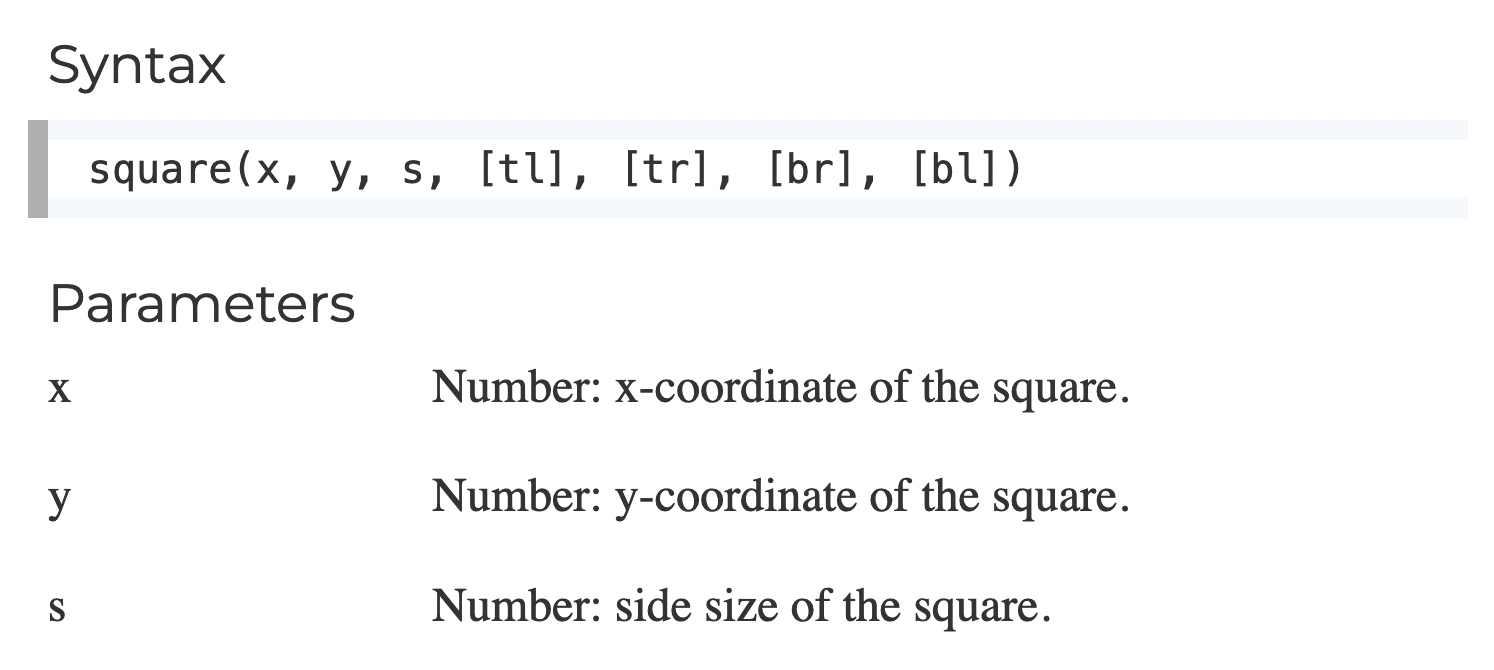 Syntax
square(x, y, s, [tl], [tr], [br], [bl])
Parameters
x Number: x-coordinate of the square.
y Number: y-coordinate of the square.
s Number: side size of the square.